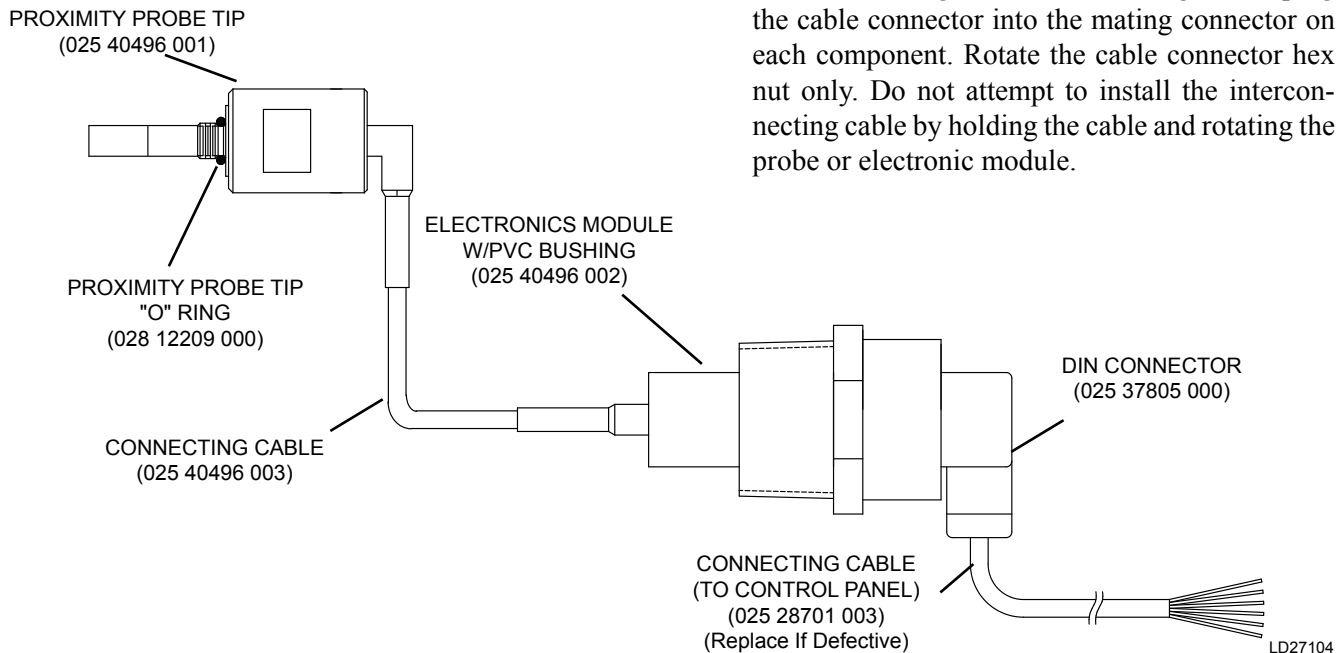 PROXIMITY PROBE TIP
(025 40496 001)
the cable connector into the mating connector on
each component. Rotate the cable connector hex
nut only. Do not attempt to install the intercon-
necting cable by holding the cable and rotating the
probe or electronic module.
ELECTRONICS MODULE
W/PVC BUSHING
(025 40496 002)
PROXIMITY PROBE TIP
"O" RING
(028 12209 000)
DIN CONNECTOR
(025 37805 000)
CONNECTING CABLE
(025 40496 003)
CONNECTING CABLE
(TO CONTROL PANEL)
(025 28701 003)
(Replace If Defective)
LD27104